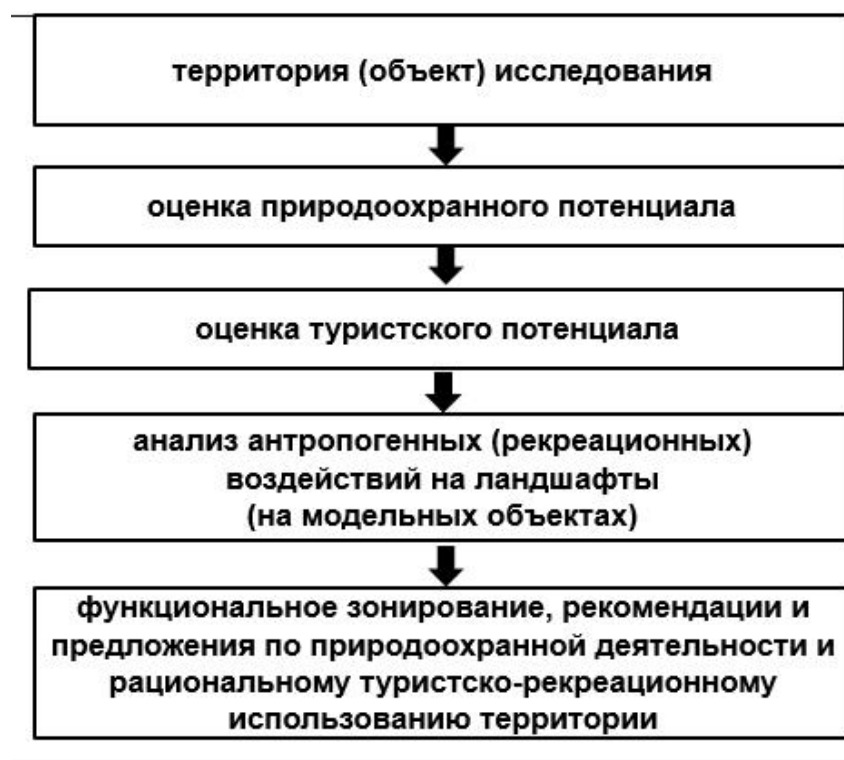 территория (объект) исследования
оценка природоохранного потенциала
оценка туристского потенциала
анализ антропогенных (рекреационных)
воздействий на ландшафты
(на модельных объектах)
функциональное зонирование, рекомендации и
предложения по природоохранной деятельности и
рациональному туристско-рекреационному
использованию территории